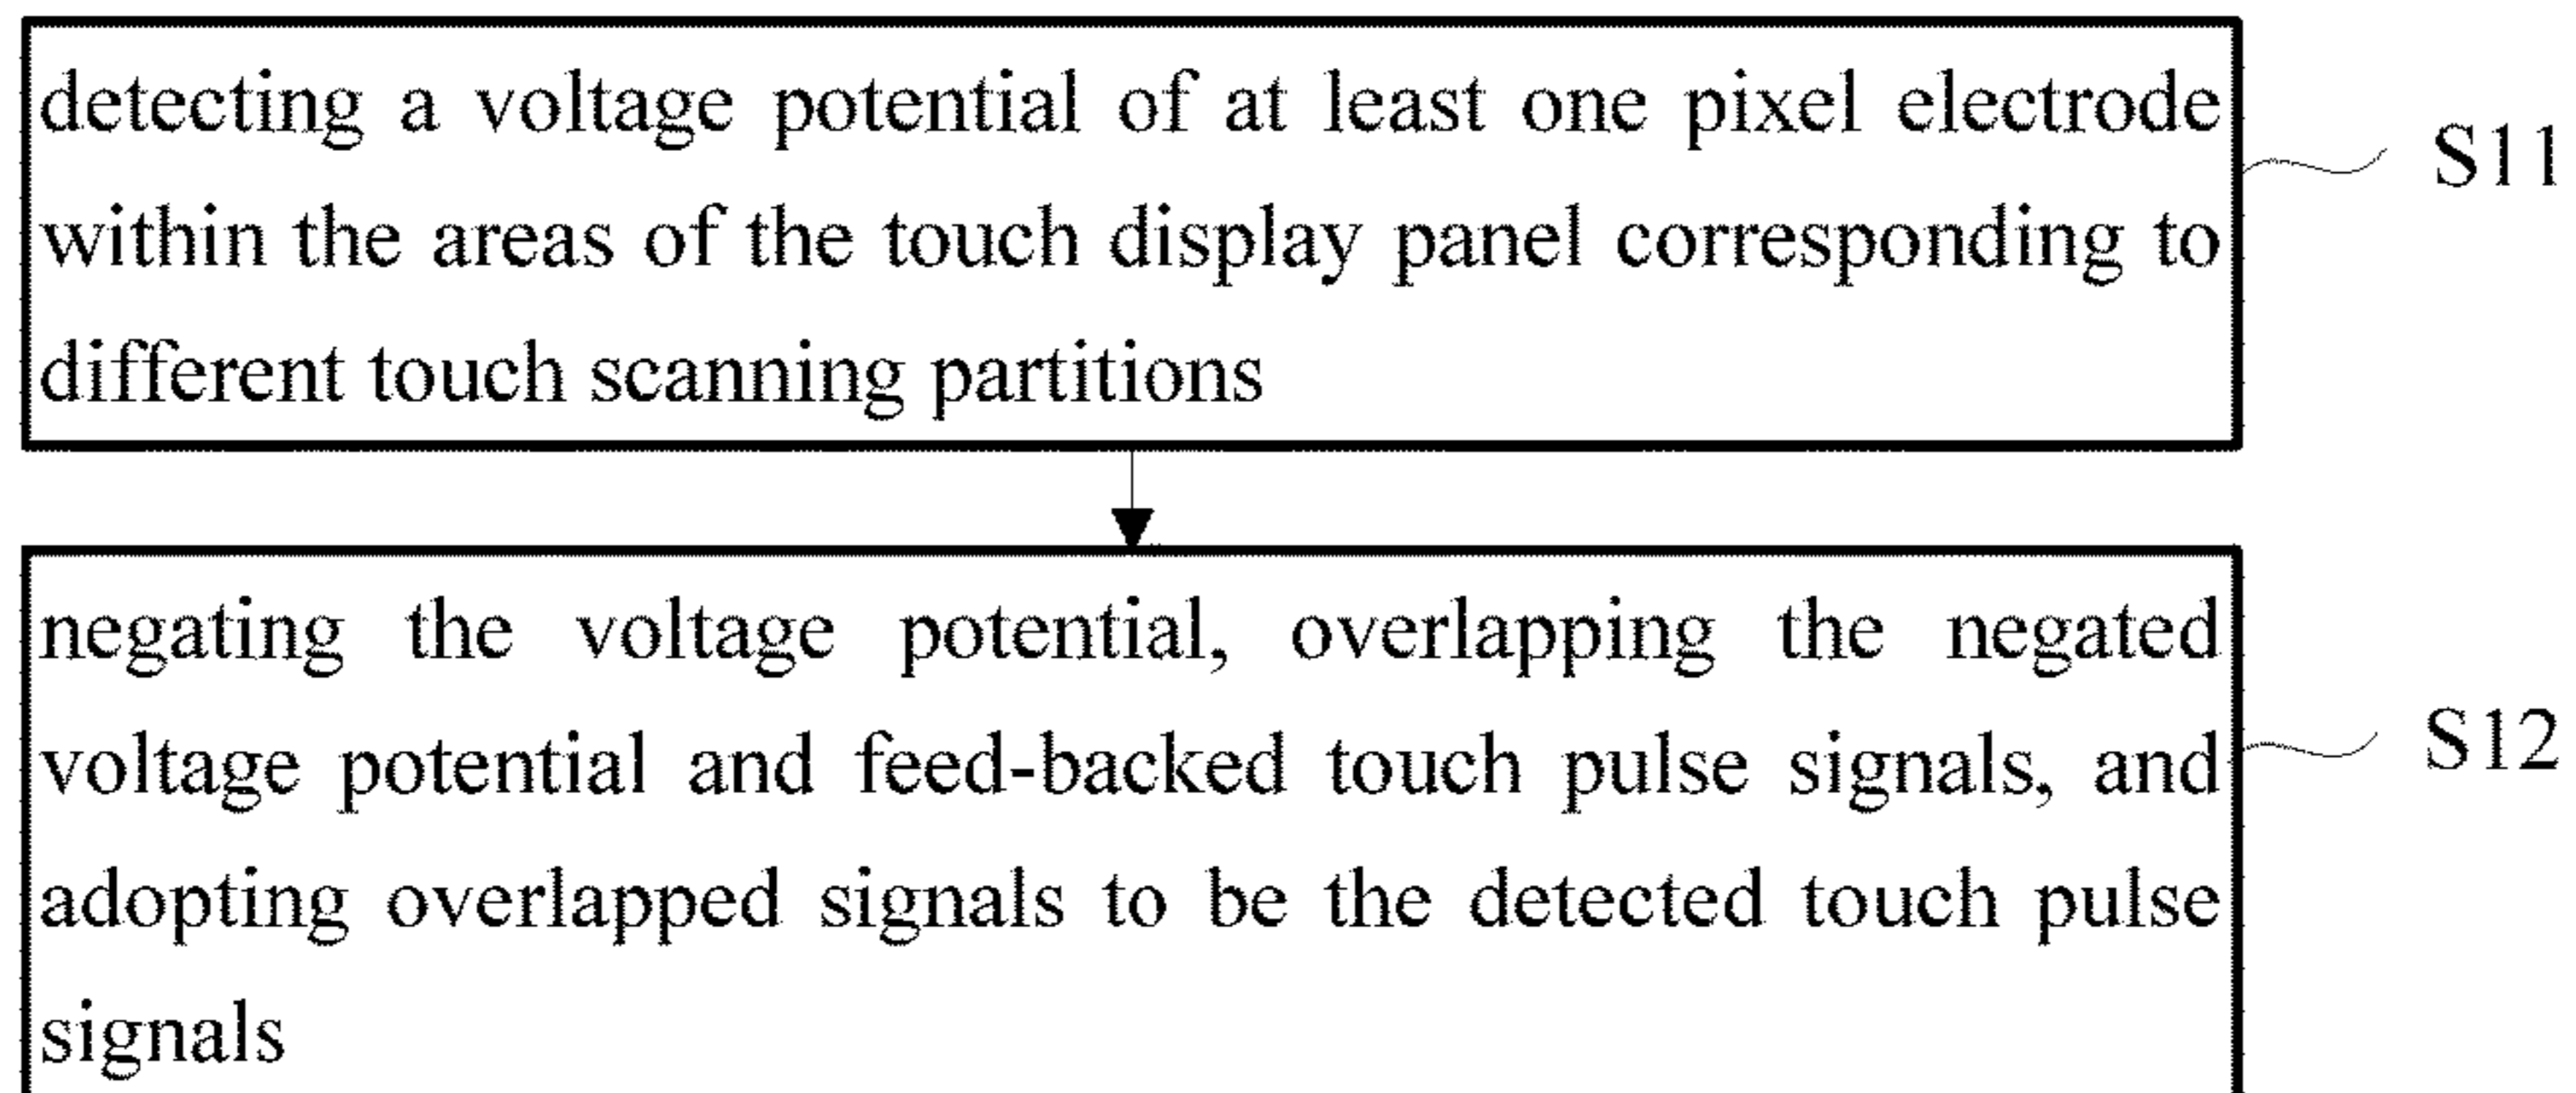 detecting a voltage potential of at least one pixel electrode
within the areas of the touch display panel corresponding to
different touch scanning partitions
S11
negating the voltage potential, overlapping the negated
voltage potential and feed-backed touch pulse signals, and
adopting overlapped signals to be the detected touch pulse
signals
S12